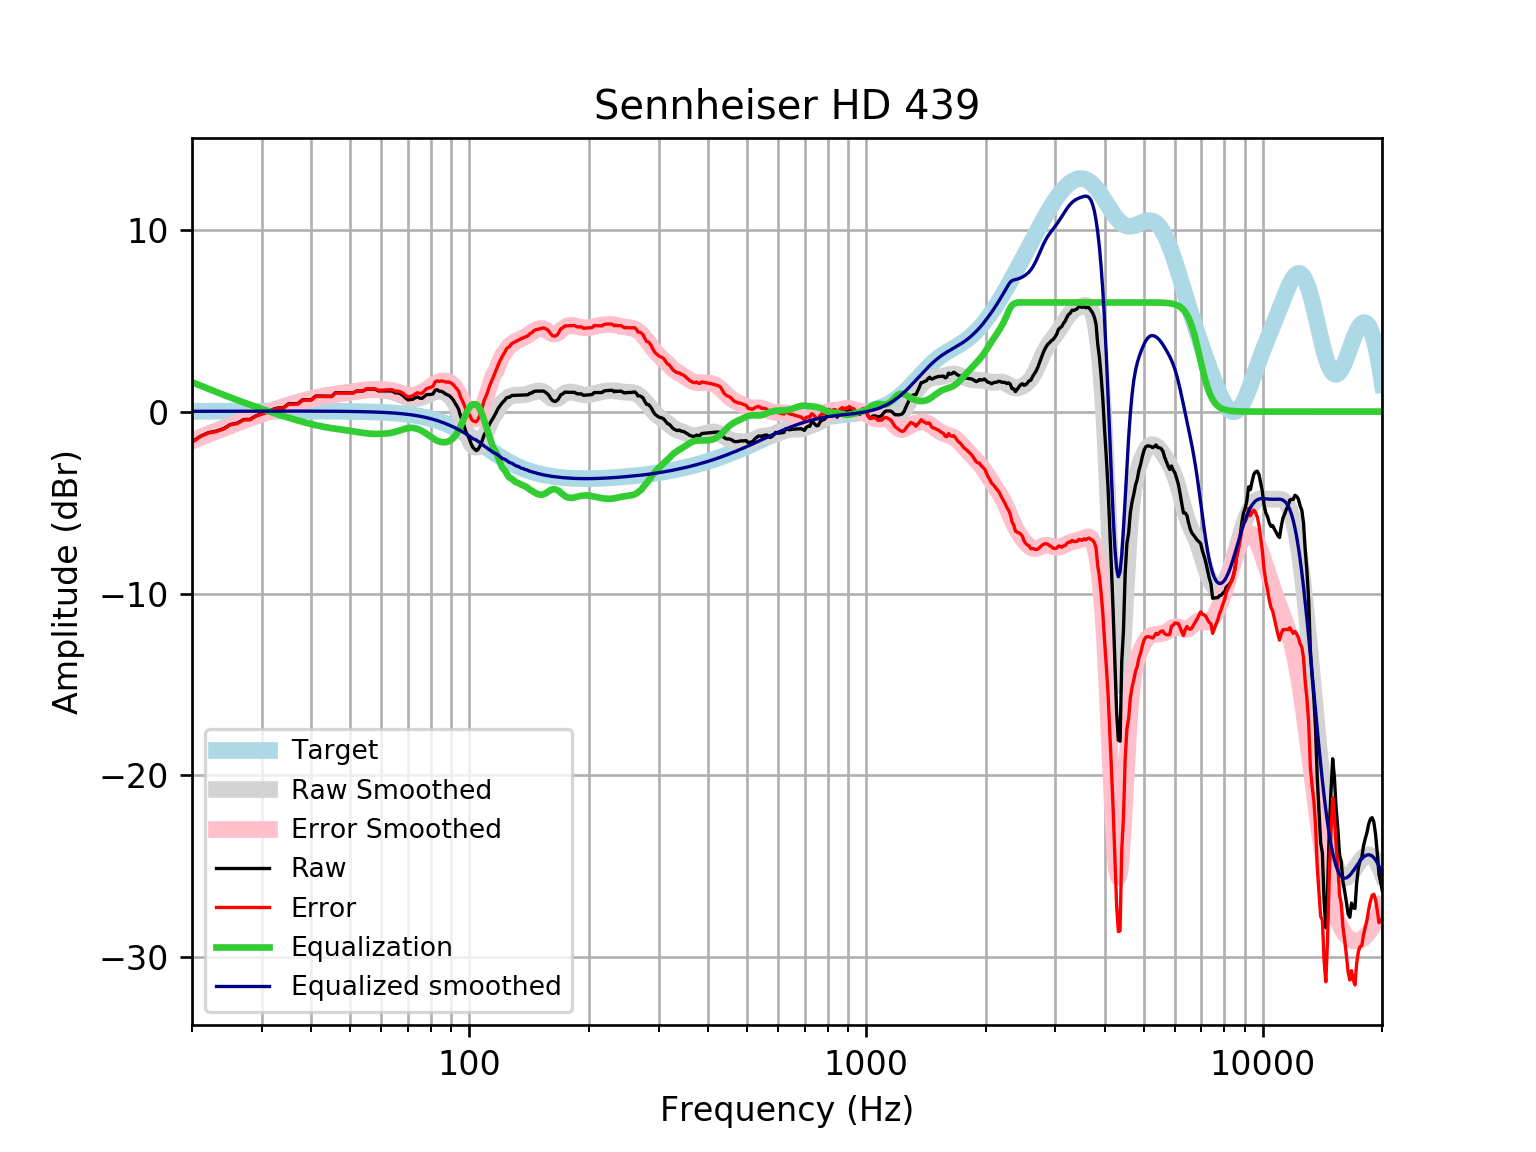 Sennheiser HD 439
Amplitude (dBr)
10
0
−10
−20
−30
Target
Raw Smoothed
Error Smoothed
Raw
Error
Equalization
Equalized smoothed
100
1000
10000
Frequency (Hz)